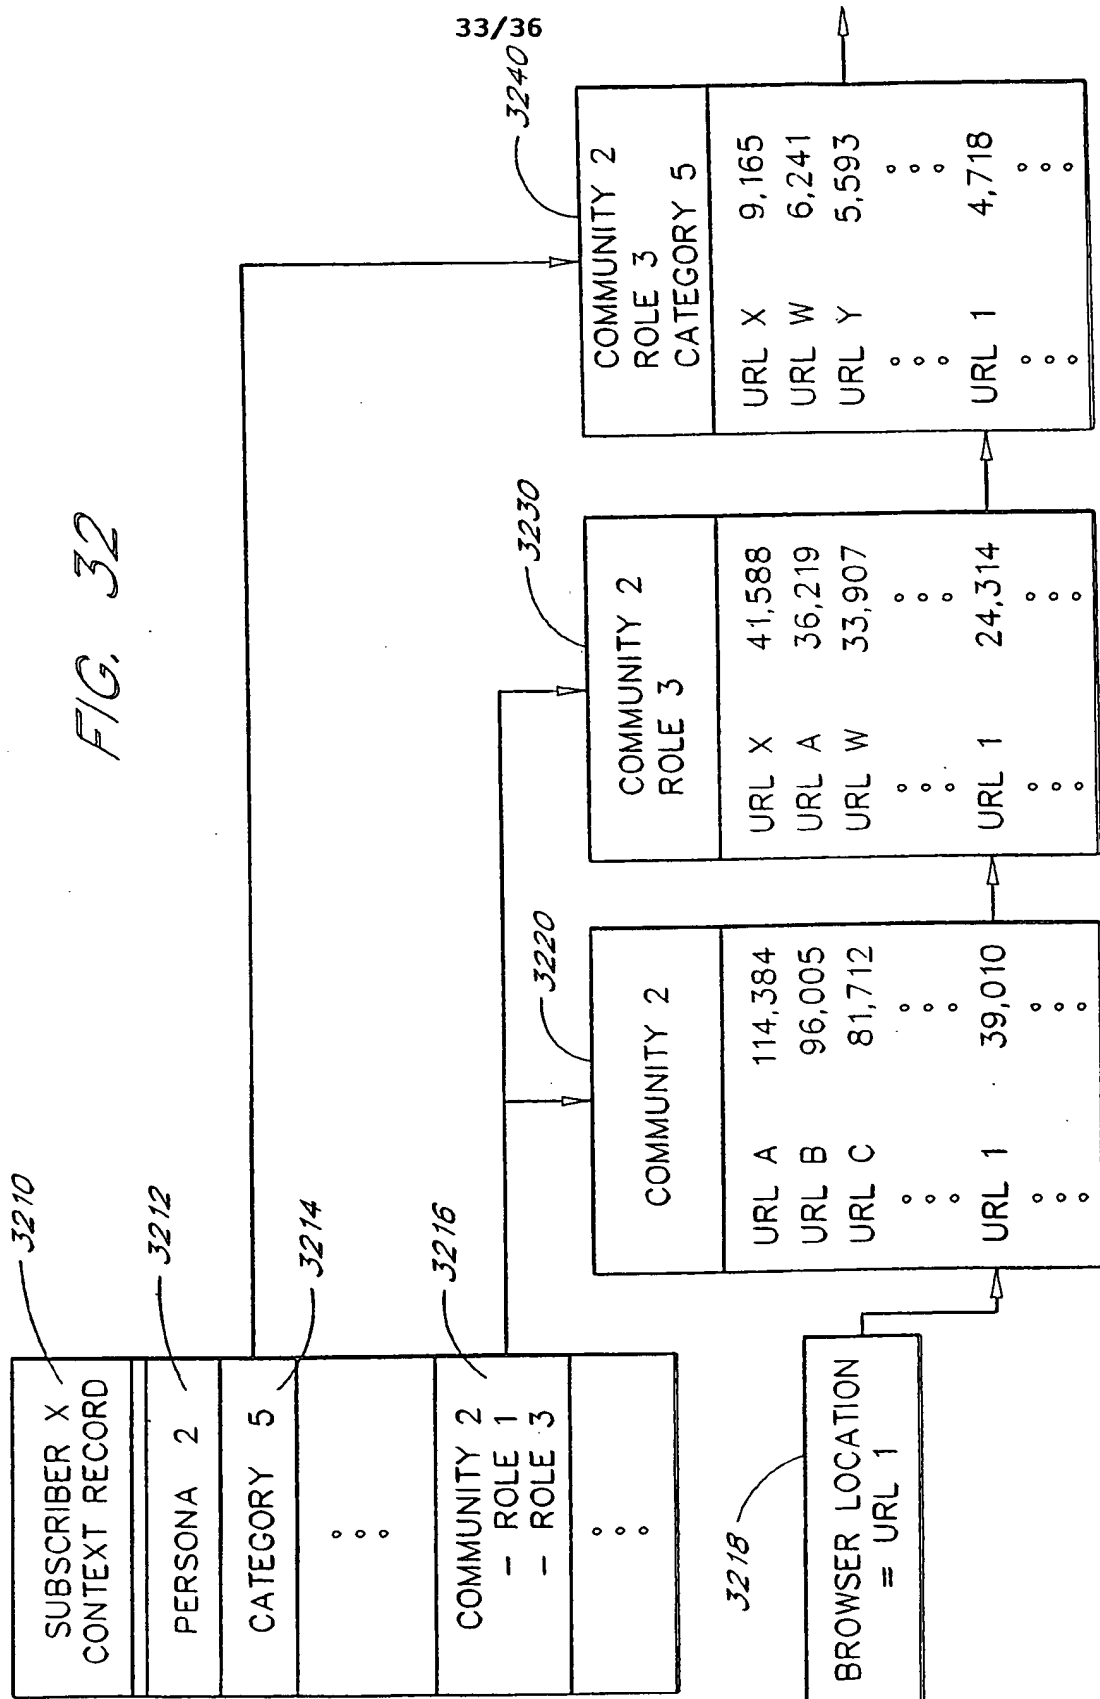 33/36
FIG. 32
3210
SUBSCRIBER X
CONTEXT RECORD
3212
PERSONA 2
3214
CATEGORY 5
3216
COMMUNITY 2
– ROLE 1
– ROLE 3
3218
BROWSER LOCATION
= URL 1
3220
COMMUNITY 2
URL A 114,384
URL B 96,005
URL C 81,712
URL 1 39,010
3230
COMMUNITY 2
ROLE 3
URL X 41,588
URL A 36,219
URL W 33,907
URL 1 24,314
3240
COMMUNITY 2
ROLE 3
CATEGORY 5
URL X 9,165
URL W 6,241
URL Y 5,593
URL 1 4,718